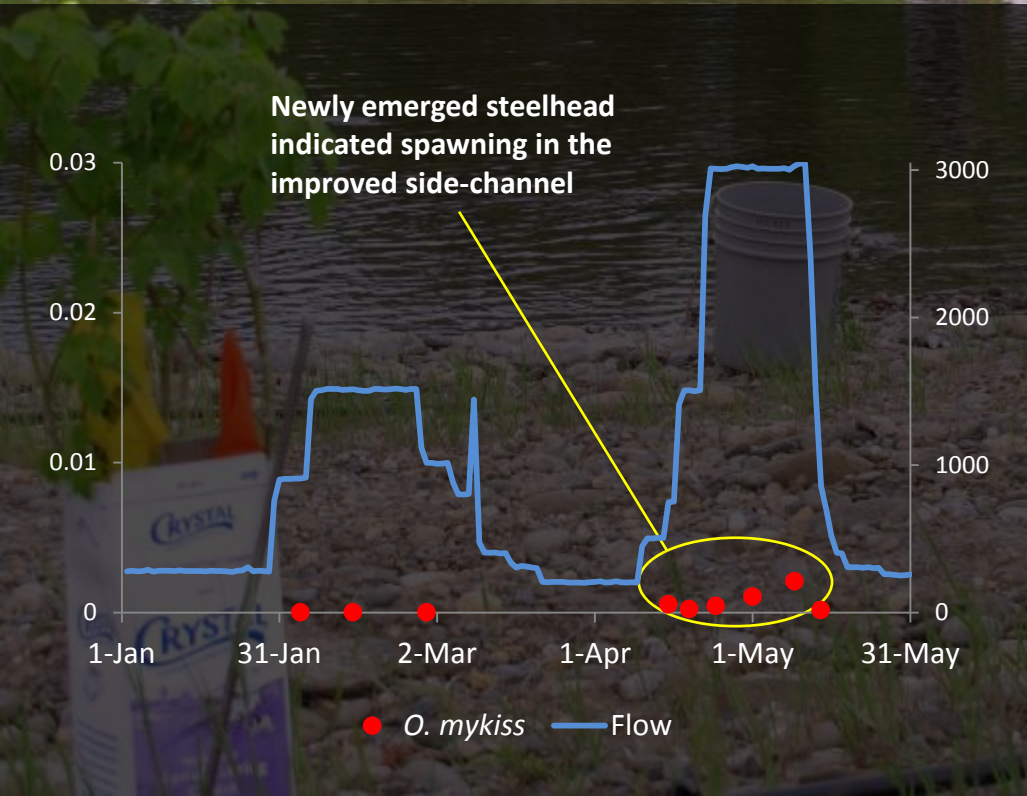 Newly emerged steelhead
indicated spawning in the
improved side-channel
0.03
0.02
0.01
0
3000
2000
1000
0
1-Jan
31-Jan
2-Mar
1-Apr
1-May
31-May
O. mykiss
Flow
CRYSTAL
CRYSTAL